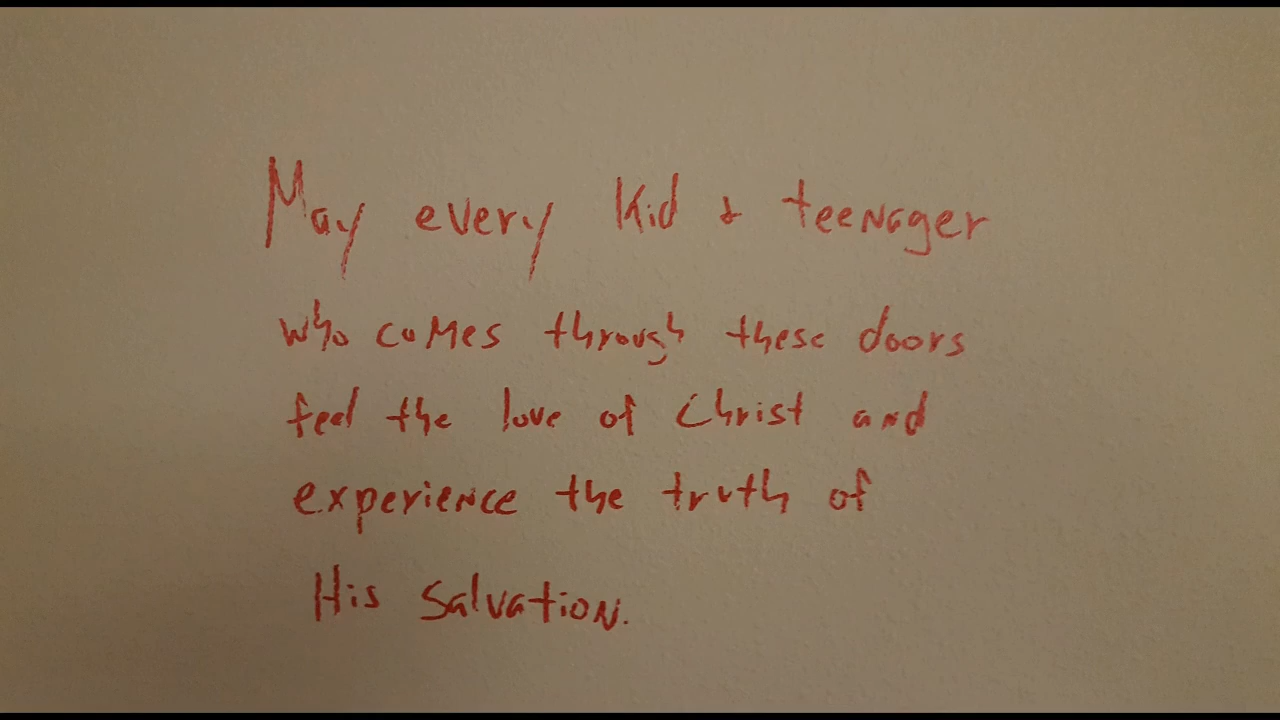 May every Kid & teenager
who comes through these doors
feel the love of Christ and
experience the truth of
His salvation.